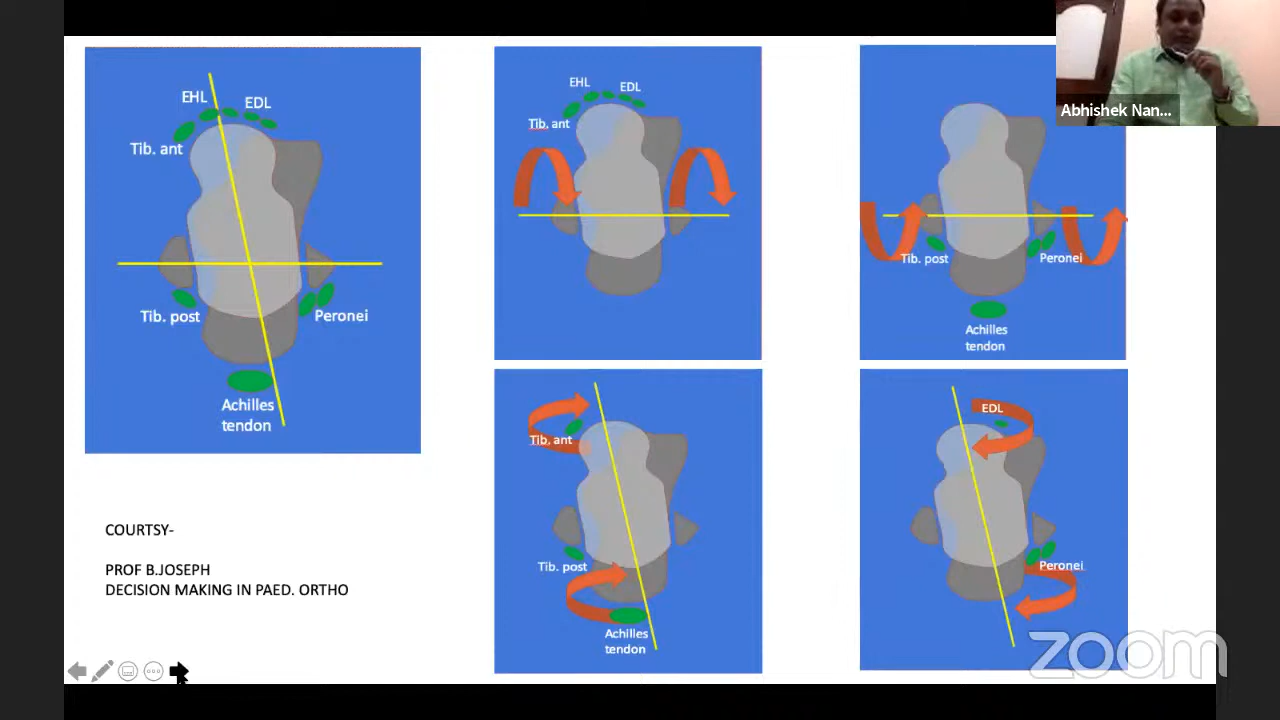 EHL
EDL
Tib. ant
Tib. post
Peronei
Achilles
tendon
EHL
EDL
Tib. ant
Tib. post
Peronei
Achilles
tendon
Abhishek Nan...
Tib. ant
Tib. post
Achilles
tendon
EDL
Peronei
COURTSY-
PROF B.JOSEPH
DECISION MAKING IN PAED. ORTHO
zoom